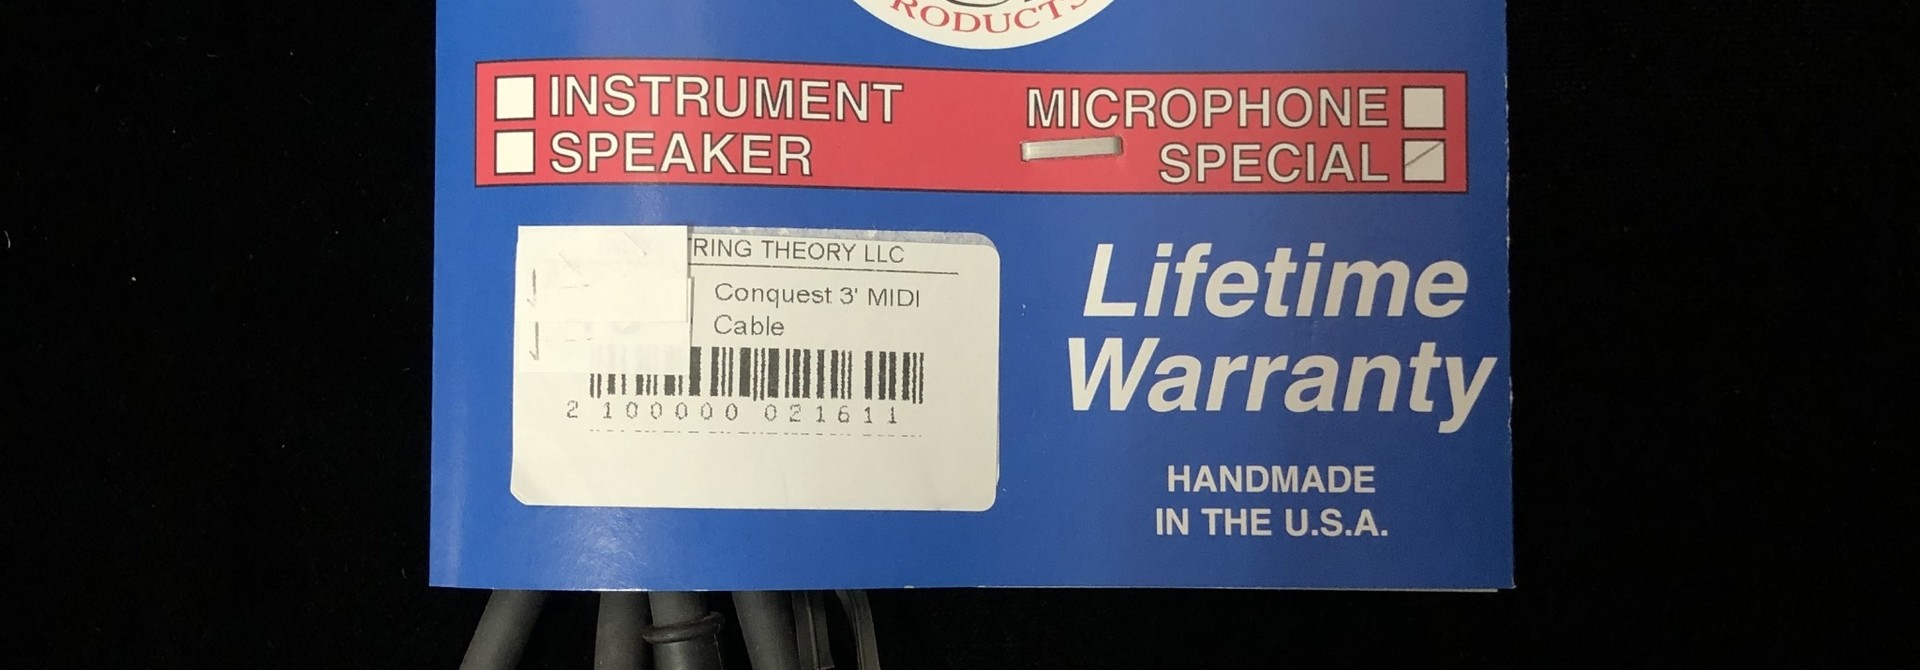 PRODUCTS
INSTRUMENT
SPEAKER
MICROPHONE
SPECIAL
RING THEORY LLC
Conquest 3' MIDI
Cable
2 100000 021611
Lifetime
Warranty
HANDMADE
IN THE U.S.A.